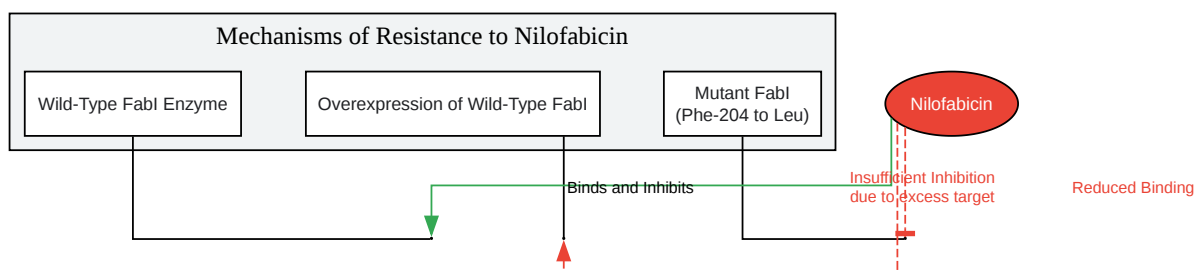 Mechanisms of Resistance to Nilofabicin
Wild-Type FabI Enzyme
Overexpression of Wild-Type FabI
Mutant FabI
(Phe-204 to Leu)
Nilofabicin
Binds and Inhibits
Insufficient Inhibition
due to excess target
Reduced Binding